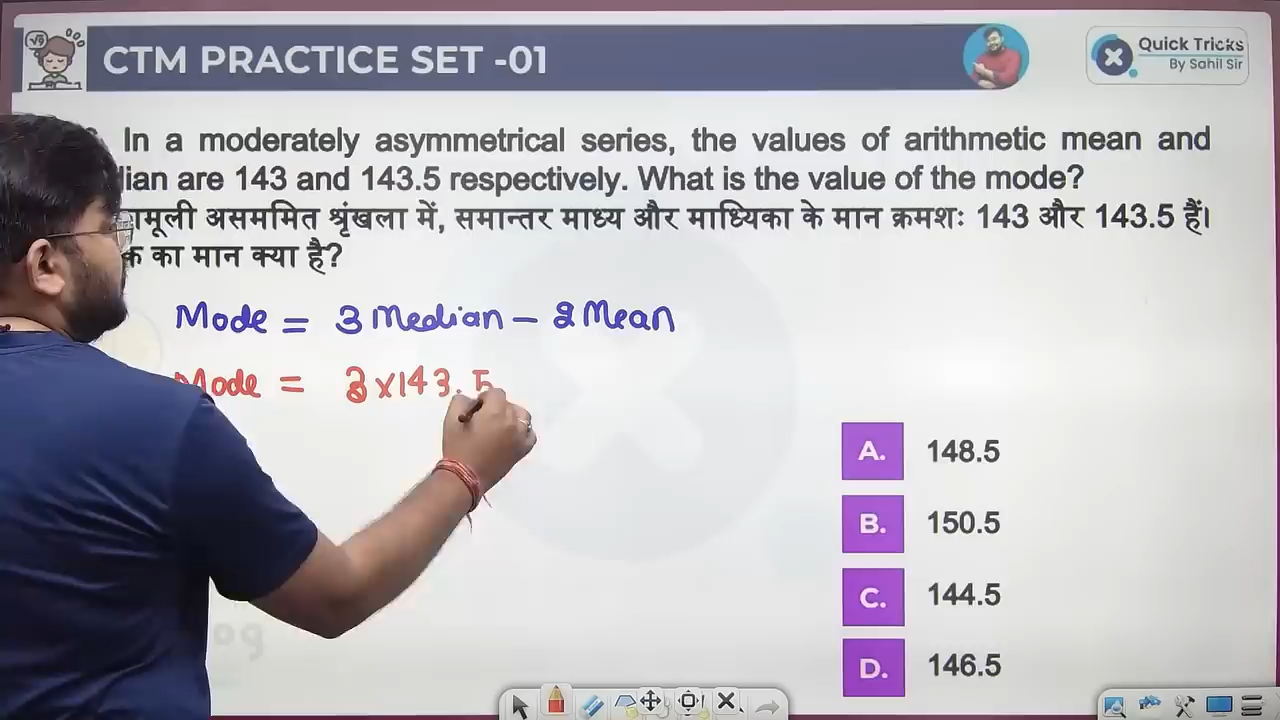 CTM PRACTICE SET -01
Quick Tricks
By Sahil Sir
In a moderately asymmetrical series, the values of arithmetic mean and
are 143 and 143.5 respectively. What is the value of the mode?
असममित श्रृंखला में, समान्तर माध्य और माध्यिका के मान क्रमशः 143 और 143.5 हैं।
का मान क्या है?
Mode = 3 Median - 2 Mean
Mode = 3 x 143.5
A. 148.5
B. 150.5
C. 144.5
D. 146.5